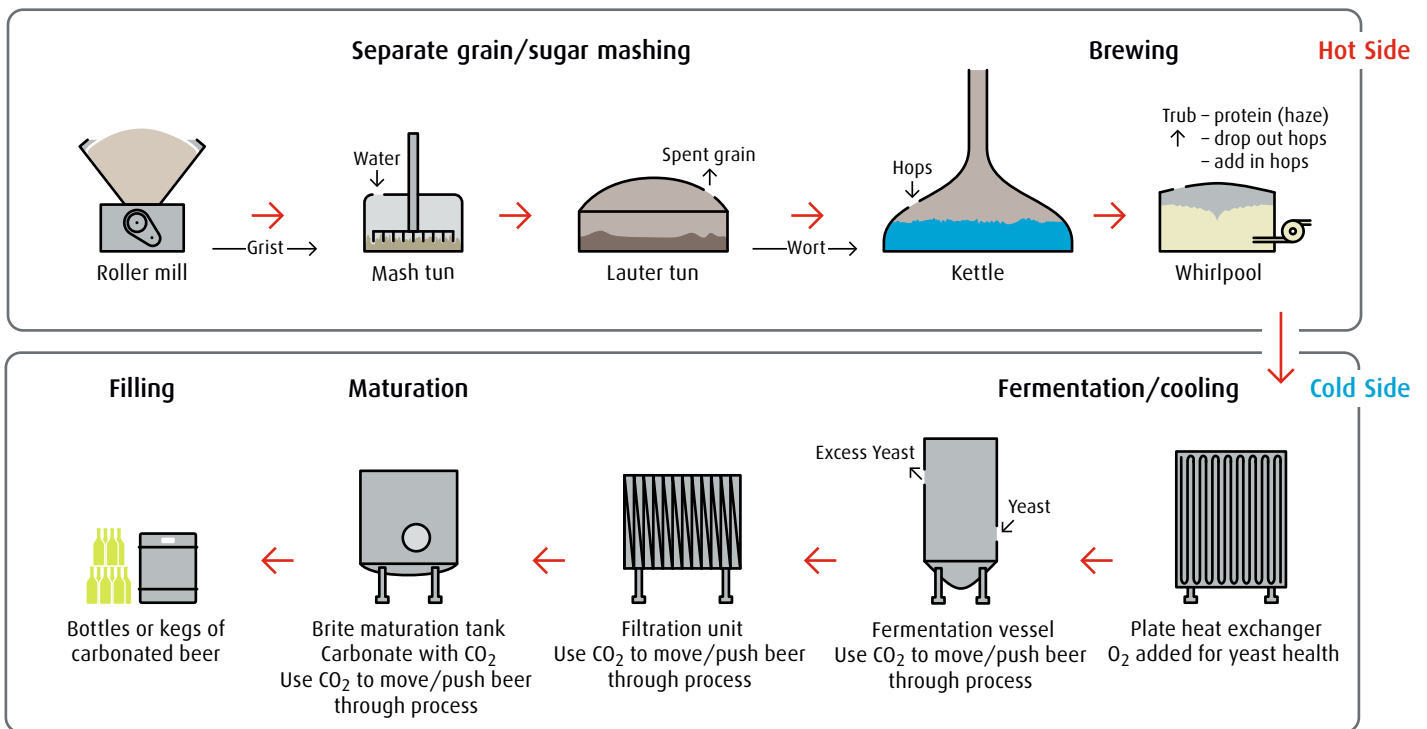 Separate grain/sugar mashing
Brewing
Hot Side
Trub – protein (haze)
– drop out hops
– add in hops
Water
Spent grain
Hops
Grist
Wort
Roller mill
Mash tun
Lauter tun
Kettle
Whirlpool
Filling
Maturation
Fermentation/cooling
Cold Side
Excess Yeast
Yeast
Bottles or kegs of
carbonated beer
Brite maturation tank
Carbonate with CO₂
Use CO₂ to move/push beer
through process
Filtration unit
Use CO₂ to move/push beer
through process
Fermentation vessel
Use CO₂ to move/push beer
through process
Plate heat exchanger
O₂ added for yeast health